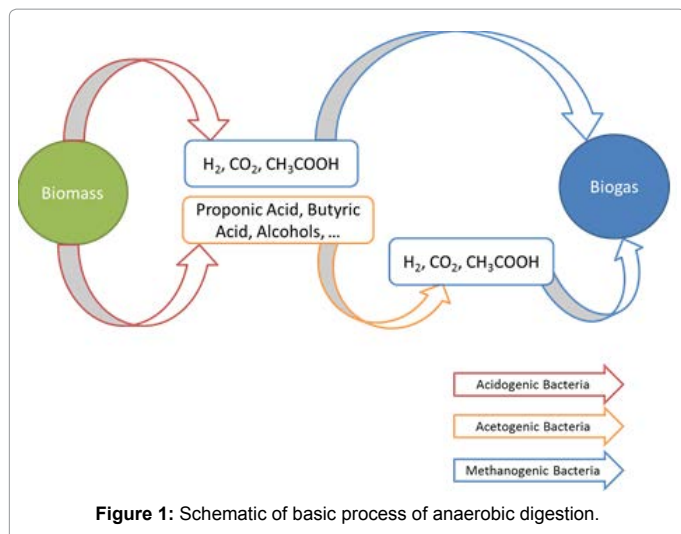 Biomass
H₂, CO₂, CH₃COOH
Proponic Acid, Butyric
Acid, Alcohols, ...
H₂, CO₂, CH₃COOH
Biogas
Acidogenic Bacteria
Acetogenic Bacteria
Methanogenic Bacteria
Figure 1: Schematic of basic process of anaerobic digestion.